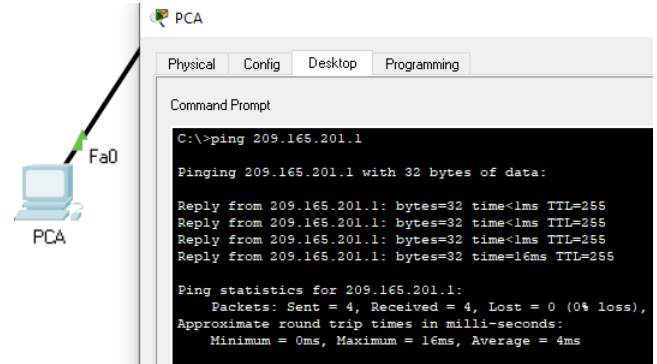 PCA
Physical Config Desktop Programming
Command Prompt
C:\>ping 209.165.201.1
Pinging 209.165.201.1 with 32 bytes of data:
Reply from 209.165.201.1: bytes=32 time<1ms TTL=255
Reply from 209.165.201.1: bytes=32 time<1ms TTL=255
Reply from 209.165.201.1: bytes=32 time<1ms TTL=255
Reply from 209.165.201.1: bytes=32 time=16ms TTL=255
Ping statistics for 209.165.201.1:
Packets: Sent = 4, Received = 4, Lost = 0 (0% loss),
Approximate round trip times in milli-seconds:
Minimum = 0ms, Maximum = 16ms, Average = 4ms
Fa0
PCA